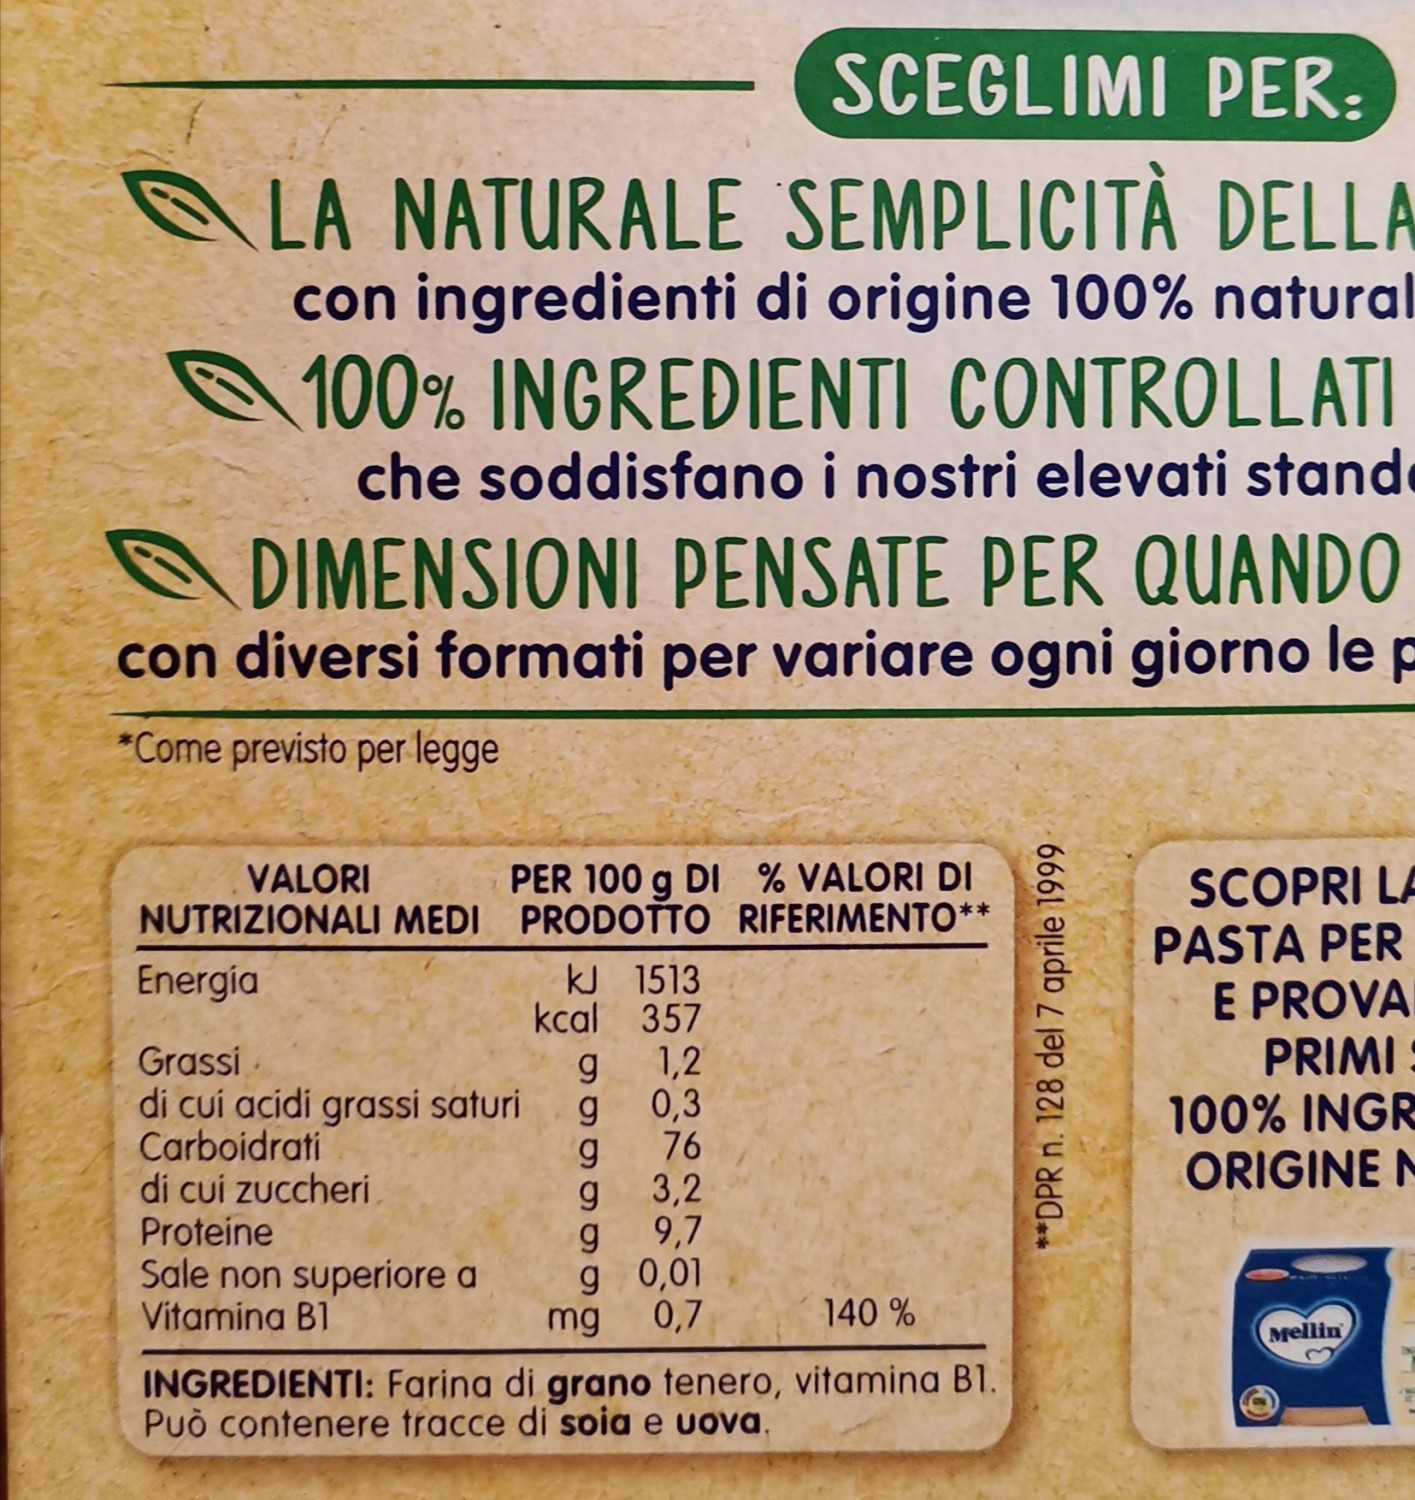 SCEGLIMI PER:
LA NATURALE SEMPLICITÀ DELLA
con ingredienti di origine 100% natural
100% INGREDIENTI CONTROLLATI
che soddisfano i nostri elevati stand
DIMENSIONI PENSATE PER QUANDO
con diversi formati per variare ogni giorno le p
*Come previsto per legge
VALORI NUTRIZIONALI MEDI PER 100 g DI PRODOTTO % VALORI DI RIFERIMENTO**
Energia kJ 1513
kcal 357
Grassi g 1,2
di cui acidi grassi saturi g 0,3
Carboidrati g 76
di cui zuccheri g 3,2
Proteine g 9,7
Sale non superiore a g 0,01
Vitamina B1 mg 0,7 140 %
INGREDIENTI: Farina di grano tenero, vitamina B1.
Può contenere tracce di soia e uova.
**DPR n. 128 del 7 aprile 1999
SCOPRI LA
PASTA PER
E PROVA
PRIMI
100% INGR
ORIGINE N
Mellin